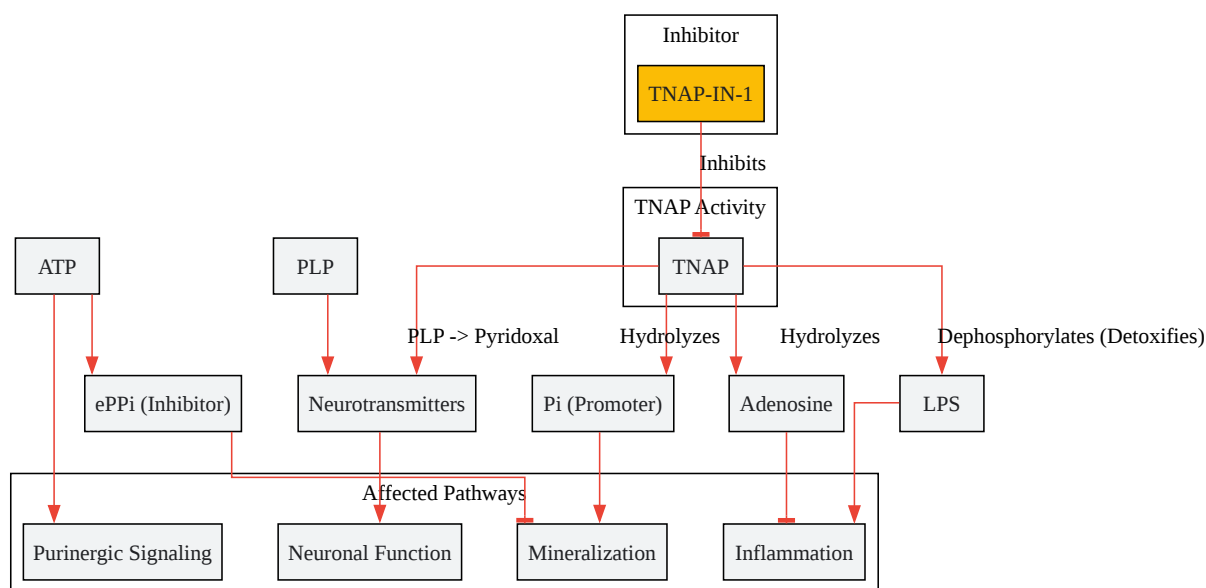 Inhibitor
TNAP-IN-1
Inhibits
TNAP Activity
ATP
PLP
TNAP
PLP -> Pyridoxal
Hydrolyzes
Hydrolyzes
Dephosphorylates (Detoxifies)
ePPi (Inhibitor)
Neurotransmitters
Pi (Promoter)
Adenosine
LPS
Affected Pathways
Purinergic Signaling
Neuronal Function
Mineralization
Inflammation